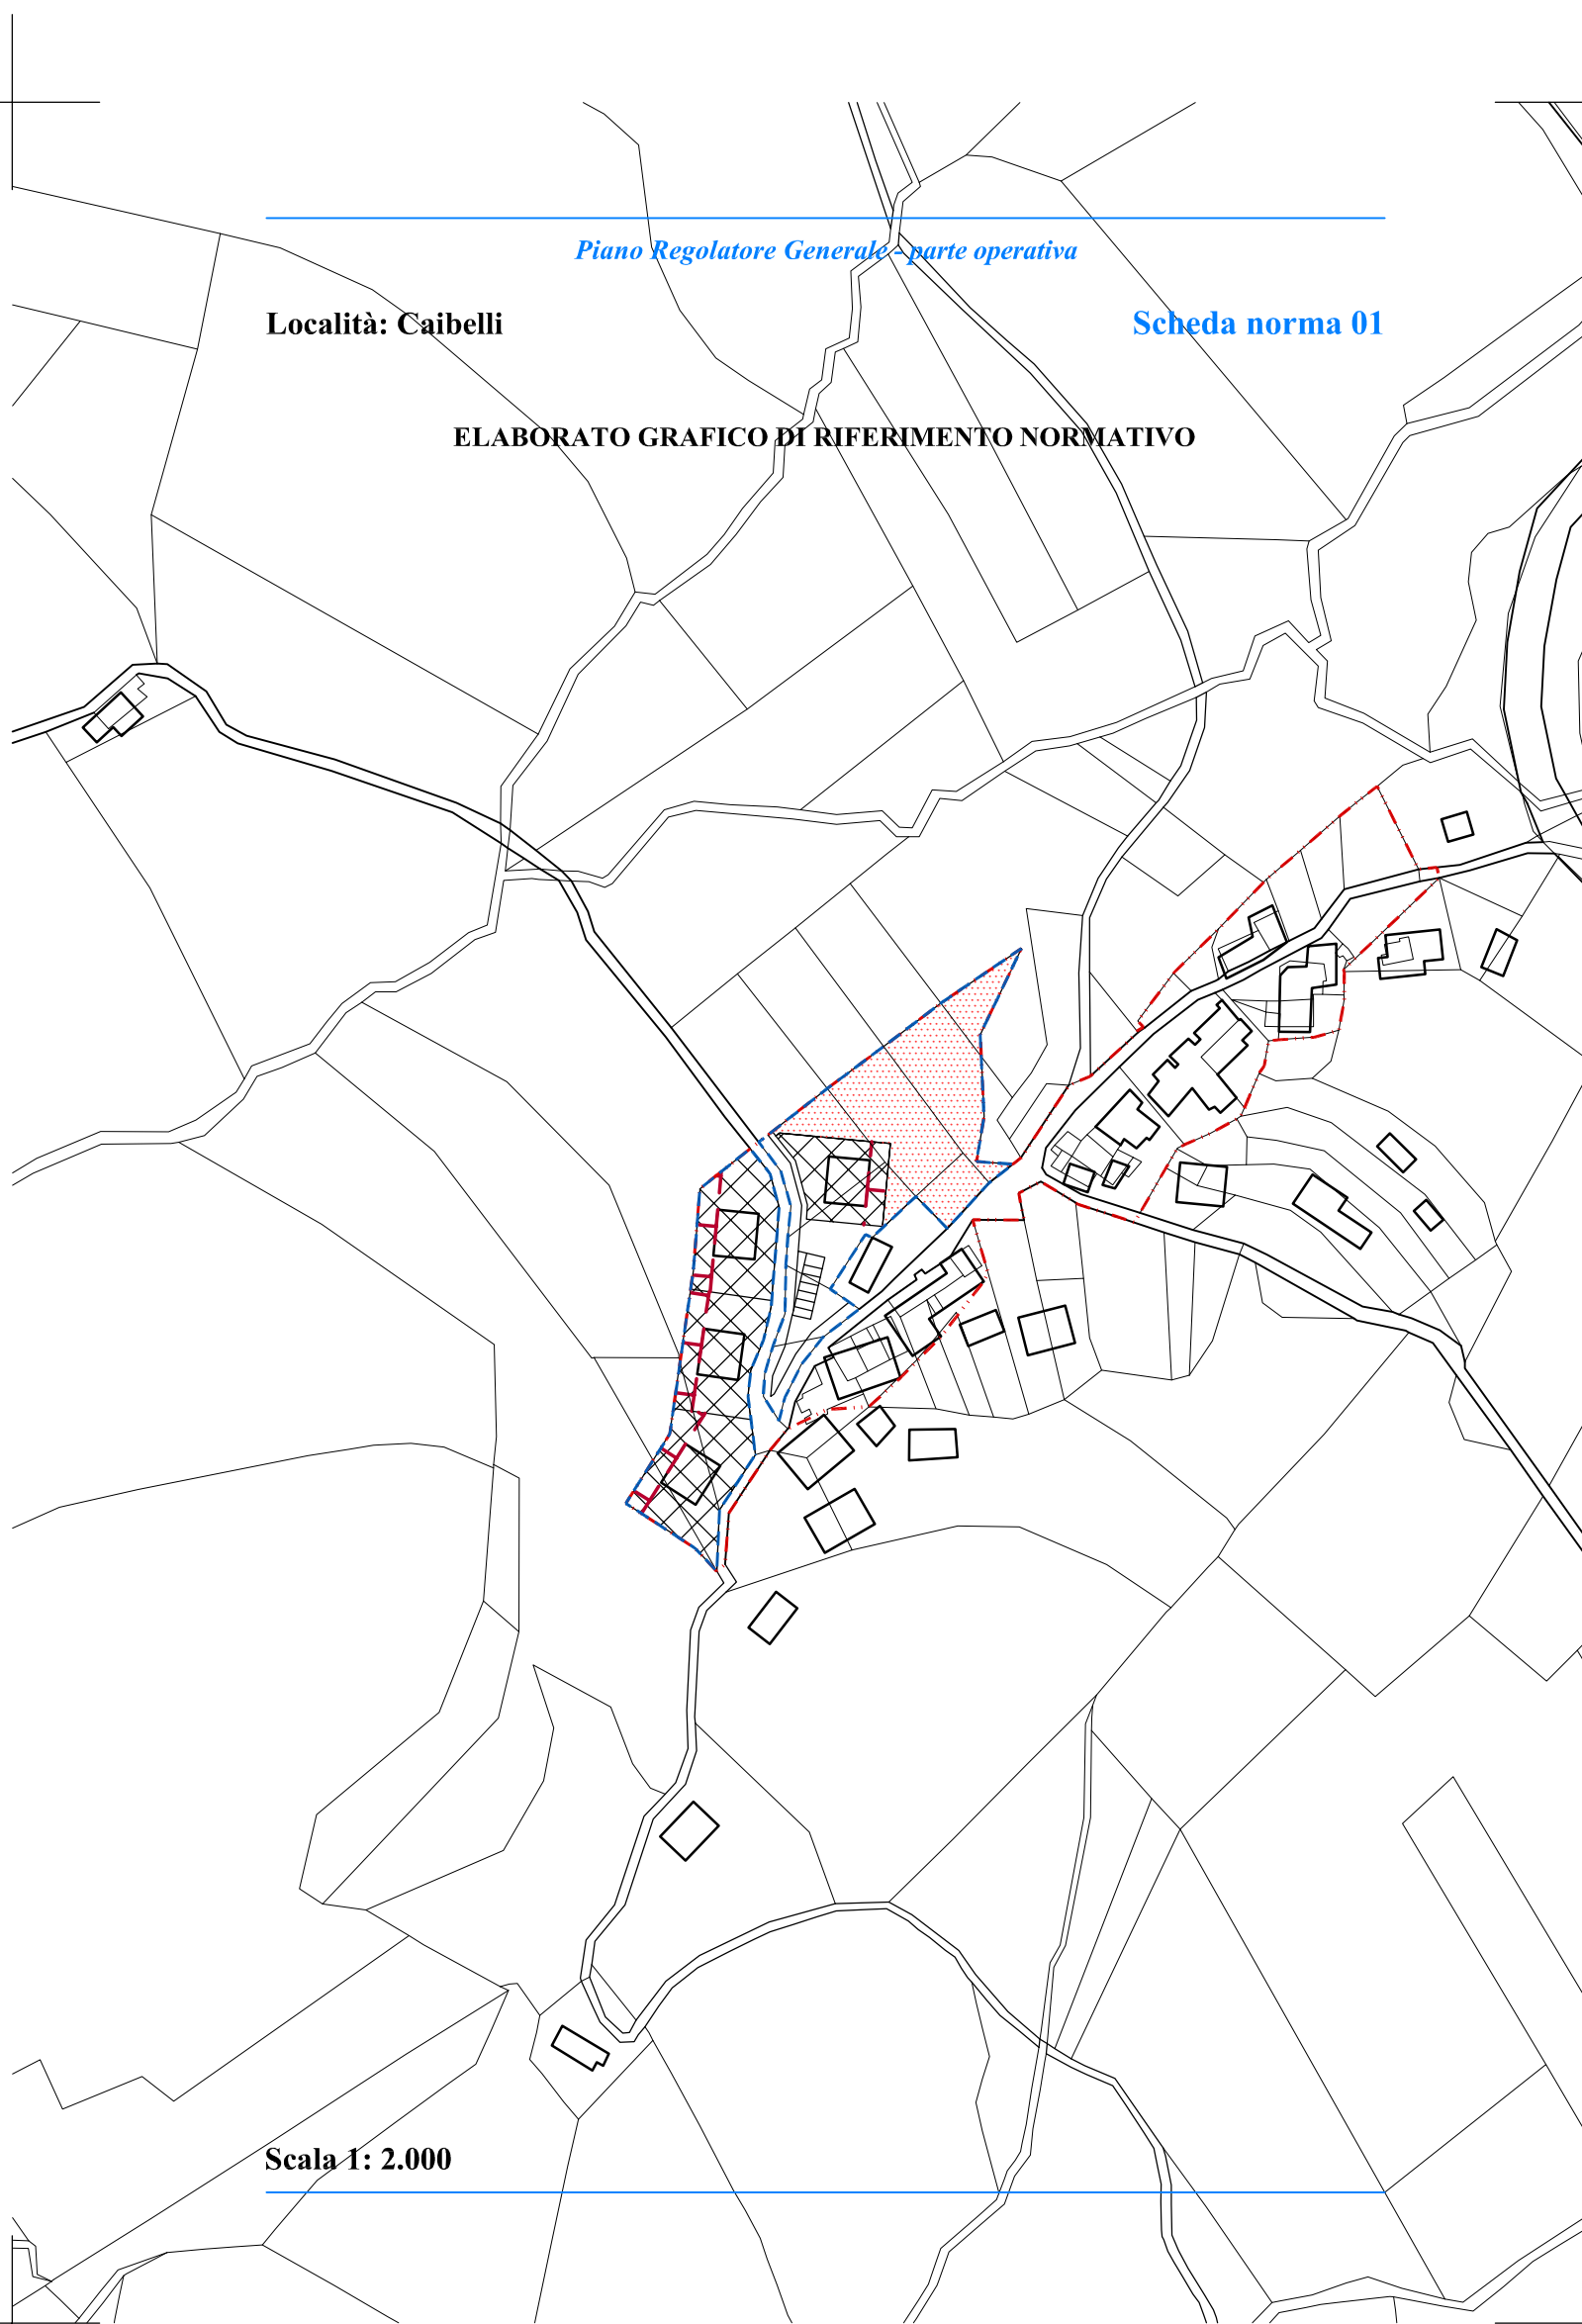 Piano Regolatore Generale - parte operativa
Località: Caibelli
Scheda norma 01
ELABORATO GRAFICO DI RIFERIMENTO NORMATIVO
Scala 1: 2.000